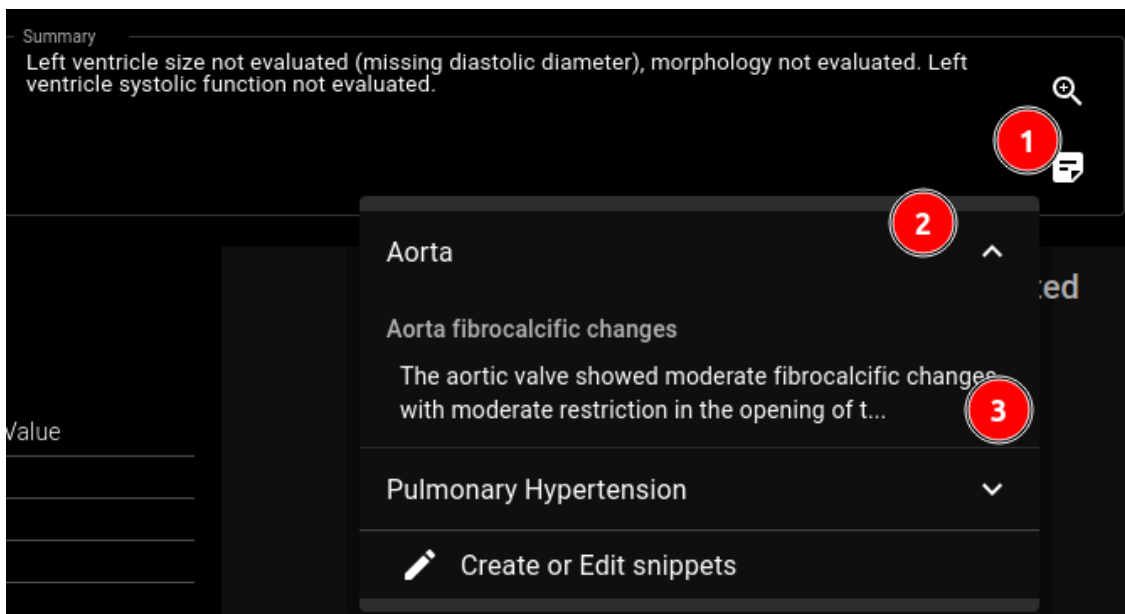 Summary
Left ventricle size not evaluated (missing diastolic diameter), morphology not evaluated. Left
ventricle systolic function not evaluated.
1
2
Aorta
Aorta fibrocalcific changes
The aortic valve showed moderate fibrocalcific changes
with moderate restriction in the opening of t...
3
Value
Pulmonary Hypertension
Create or Edit snippets